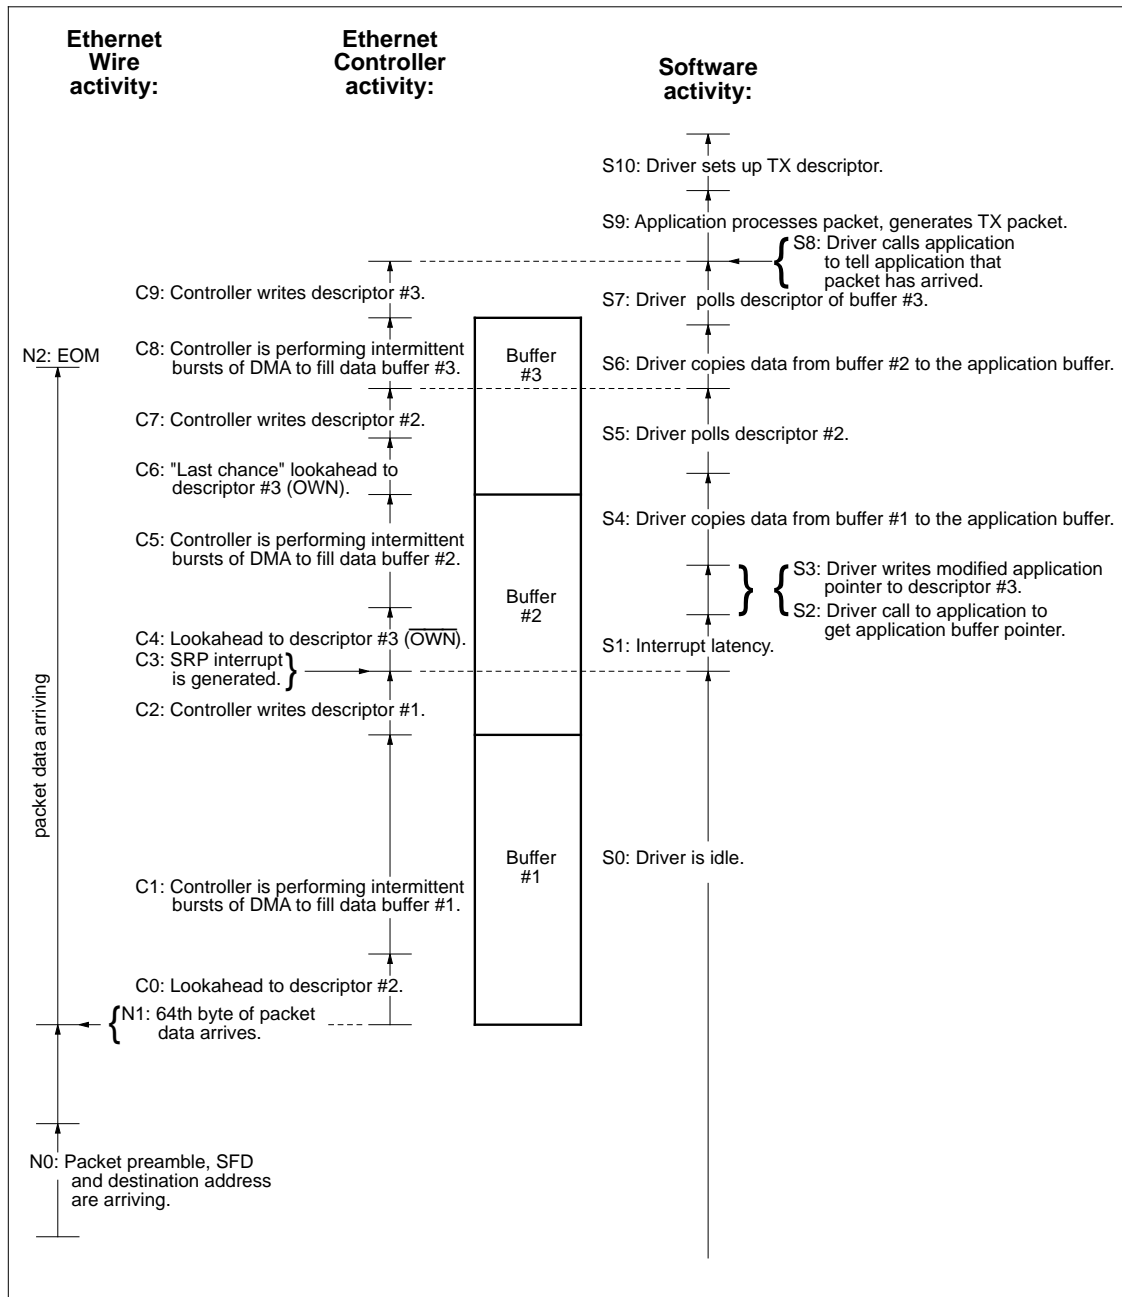 Ethernet
Wire
activity:
Ethernet
Controller
activity:
Software
activity:
S10: Driver sets up TX descriptor.
S9: Application processes packet, generates TX packet.
S8: Driver calls application
to tell application that
packet has arrived.
S7: Driver polls descriptor of buffer #3.
S6: Driver copies data from buffer #2 to the application buffer.
S5: Driver polls descriptor #2.
S4: Driver copies data from buffer #1 to the application buffer.
S3: Driver writes modified application
pointer to descriptor #3.
S2: Driver call to application to
get application buffer pointer.
S1: Interrupt latency.
S0: Driver is idle.
C9: Controller writes descriptor #3.
C8: Controller is performing intermittent
bursts of DMA to fill data buffer #3.
C7: Controller writes descriptor #2.
C6: "Last chance" lookahead to
descriptor #3 (OWN).
C5: Controller is performing intermittent
bursts of DMA to fill data buffer #2.
C4: Lookahead to descriptor #3 (O̅W̅N̅).
C3: SRP interrupt
is generated.
C2: Controller writes descriptor #1.
C1: Controller is performing intermittent
bursts of DMA to fill data buffer #1.
C0: Lookahead to descriptor #2.
Buffer
#3
Buffer
#2
Buffer
#1
N2: EOM
packet data arriving
N1: 64th byte of packet
data arrives.
N0: Packet preamble, SFD
and destination address
are arriving.